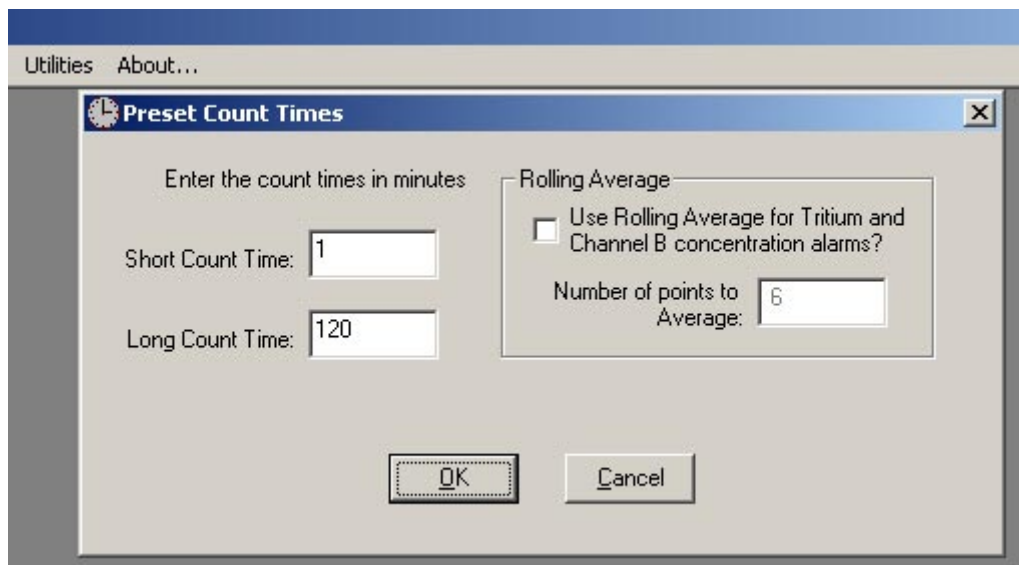 Utilities About...
Preset Count Times
Enter the count times in minutes
Short Count Time: 1
Long Count Time: 120
Rolling Average
Use Rolling Average for Tritium and
Channel B concentration alarms?
Number of points to
Average: 6
OK Cancel